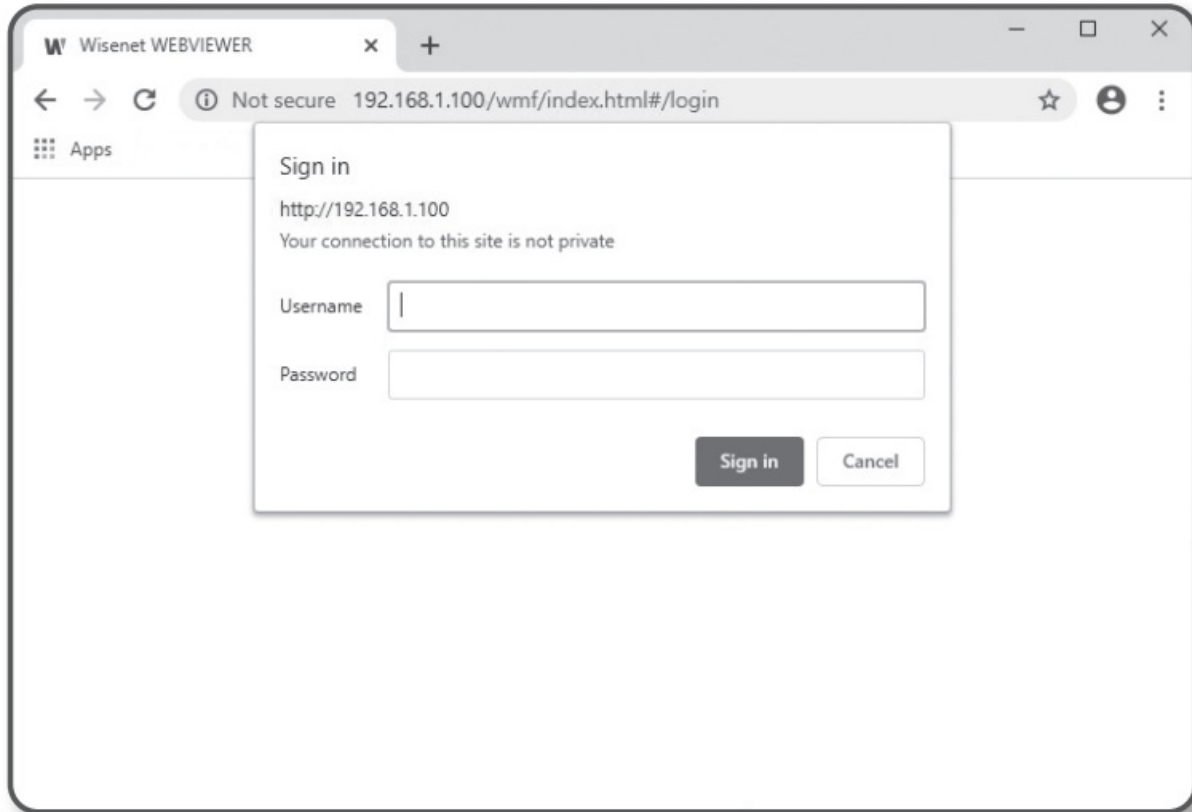 Wisenet WEBVIEWER
Not secure 192.168.1.100/wmf/index.html#/login
Apps
Sign in
http://192.168.1.100
Your connection to this site is not private
Username
Password
Sign in Cancel